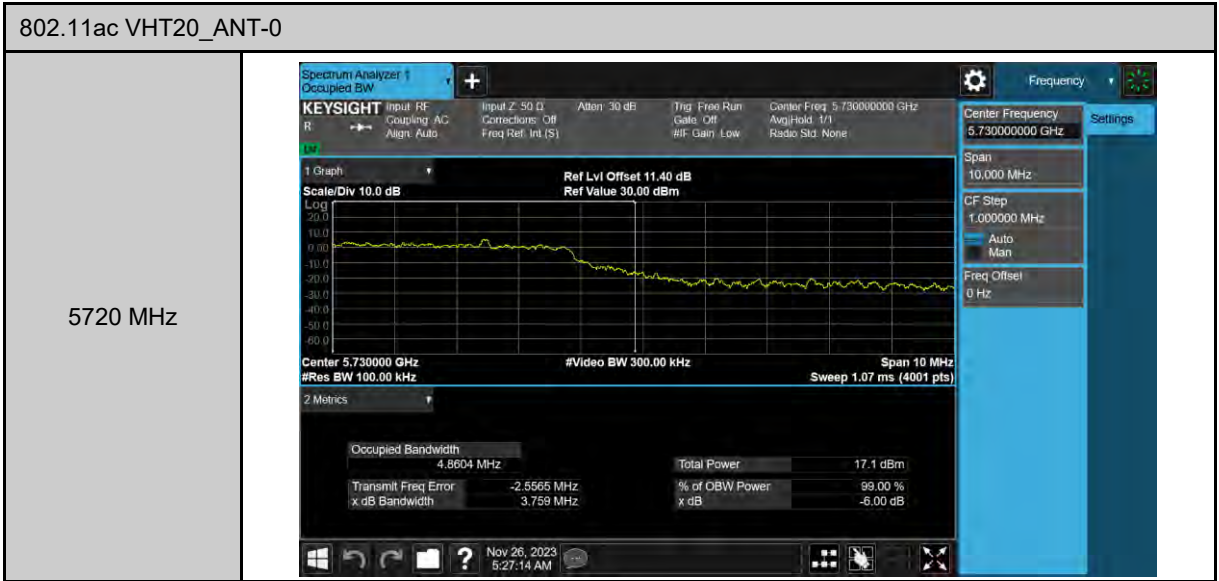 802.11ac VHT20_ANT-0
5720 MHz
Spectrum Analyzer 1
Occupied BW
+
Frequency
KEYSIGHT
R
Input: RF
Coupling: AC
Align: Auto
Input Z: 50 Ω
Corrections: Off
Freq Ref: Int (S)
Atten: 30 dB
Trig: Free Run
Gate: Off
#IF Gain: Low
Center Freq: 5.730000000 GHz
Avg|Hold: 1/1
Radio Std: None
Center Frequency
5.730000000 GHz
Settings
Span
10.000 MHz
CF Step
1.000000 MHz
Auto
Man
Freq Offset
0 Hz
1 Graph
Scale/Div 10.0 dB
Ref Lvl Offset 11.40 dB
Ref Value 30.00 dBm
Log
20.0
10.0
0.00
-10.0
-20.0
-30.0
-40.0
-50.0
-60.0
Center 5.730000 GHz
#Video BW 300.00 kHz
Span 10 MHz
#Res BW 100.00 kHz
Sweep 1.07 ms (4001 pts)
2 Metrics
Occupied Bandwidth
4.8604 MHz
Total Power 17.1 dBm
Transmit Freq Error -2.5565 MHz
% of OBW Power 99.00 %
x dB Bandwidth 3.759 MHz
x dB -6.00 dB
?
Nov 26, 2023
5:27:14 AM